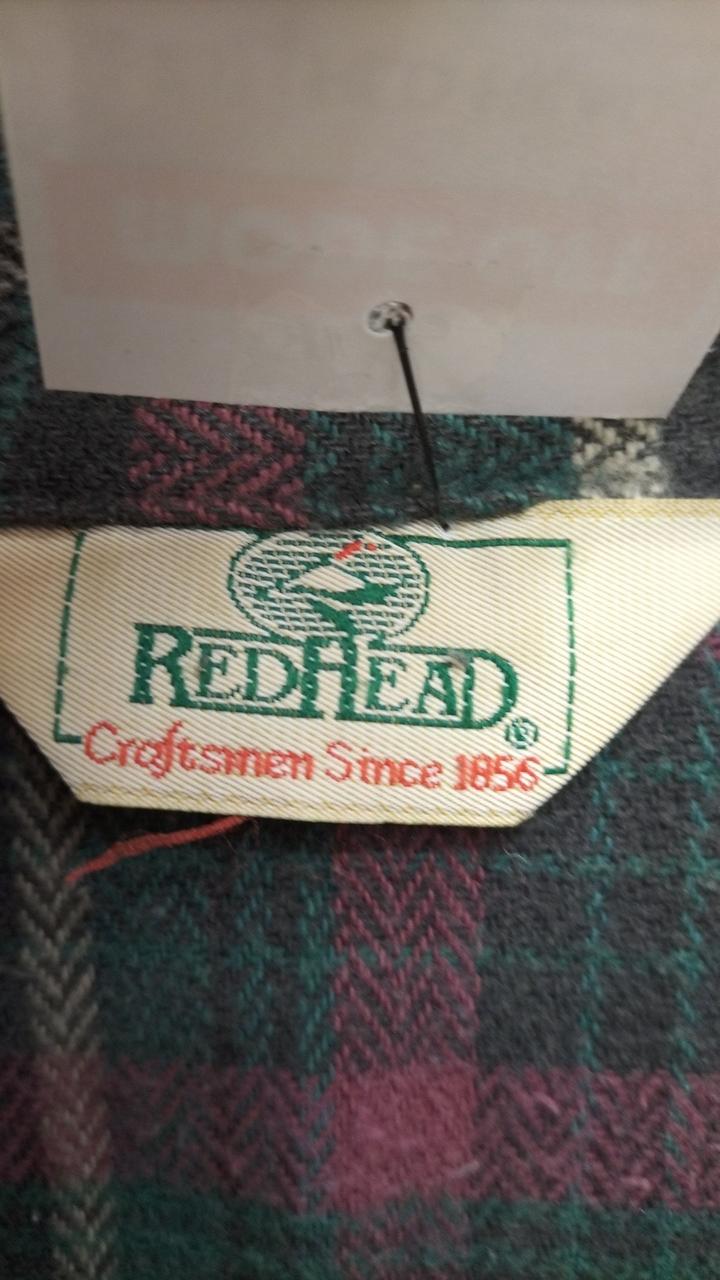 REDHEAD®
Craftsmen Since 1856